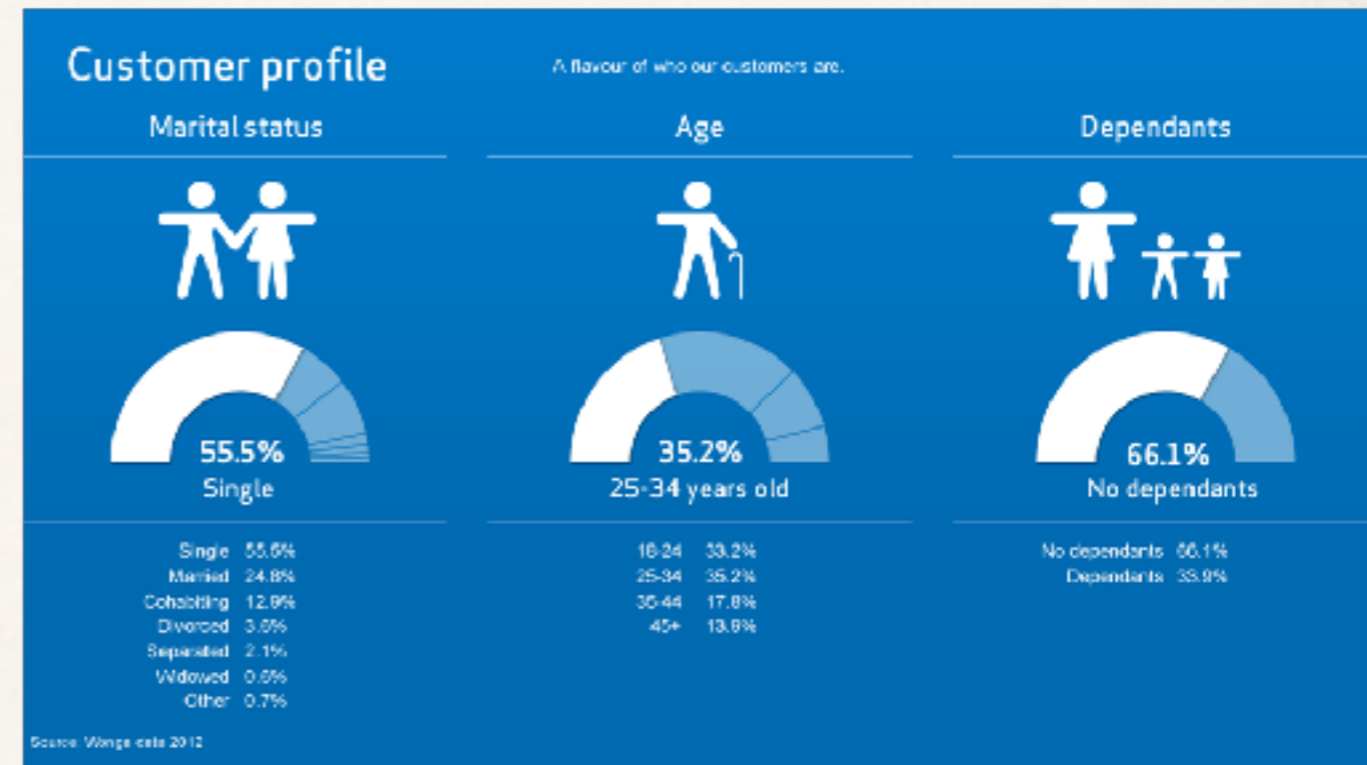 Customer profile
A flavour of who our customers are.
Marital status
55.5%
Single
Single 55.5%
Married 24.8%
Cohabiting 12.9%
Divorced 3.6%
Separated 2.1%
Widowed 0.6%
Other 0.7%
Age
35.2%
25-34 years old
18-24 33.2%
25-34 35.2%
35-44 17.8%
45+ 13.9%
Dependants
66.1%
No dependants
No dependants 66.1%
Dependants 33.9%
Source: Wonga data 2012